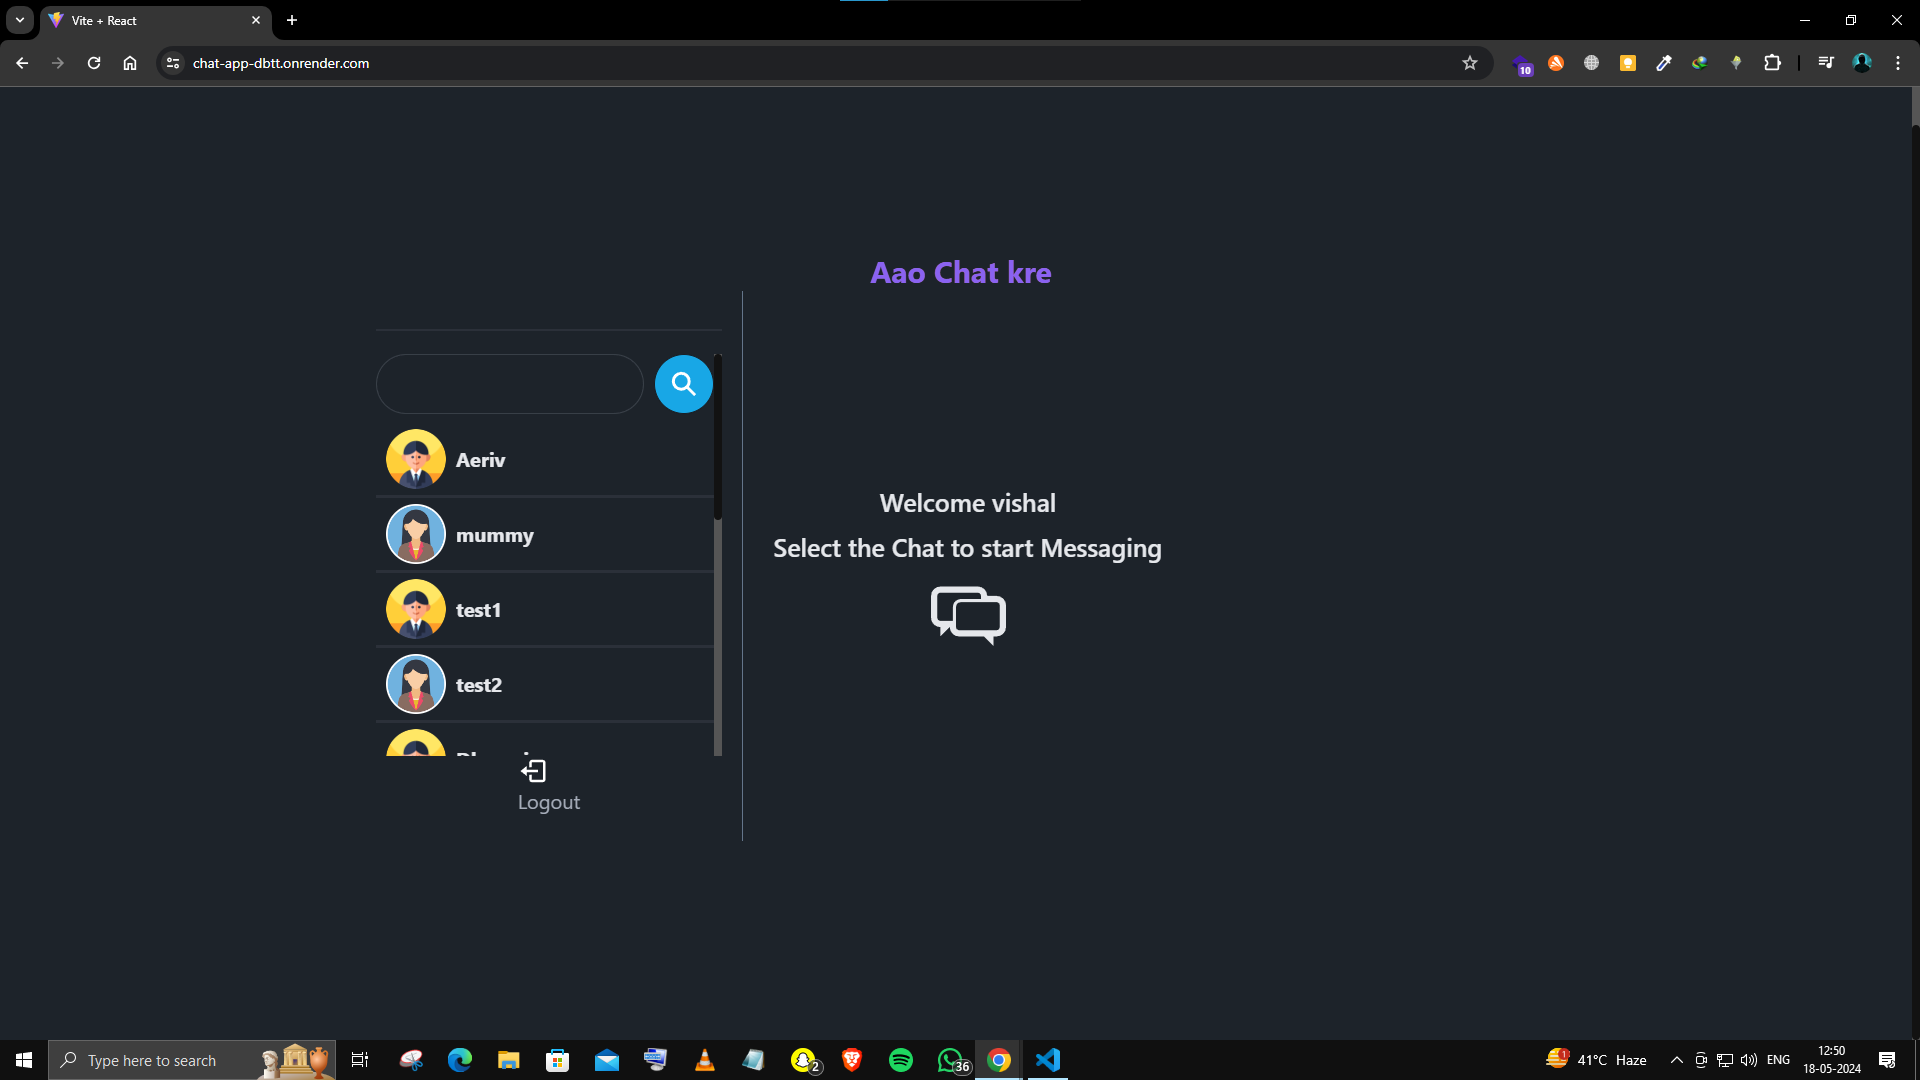 Vite + React
chat-app-dbtt.onrender.com
10
Aao Chat kre
Aeriv
mummy
test1
test2
Logout
Welcome vishal
Select the Chat to start Messaging
Type here to search
2
36
1
41°C Haze
ENG
12:50
18-05-2024